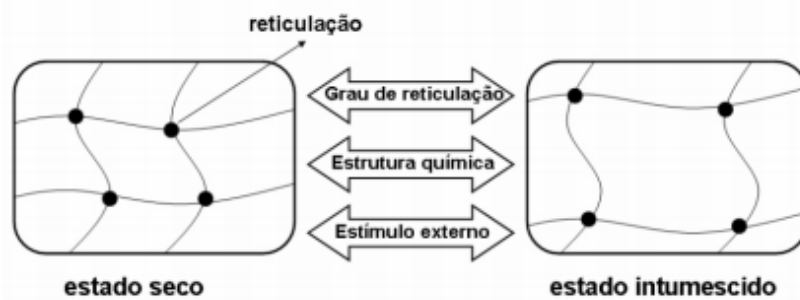 reticulação
Grau de reticulação
Estrutura química
Estímulo externo
estado seco
estado intumescido